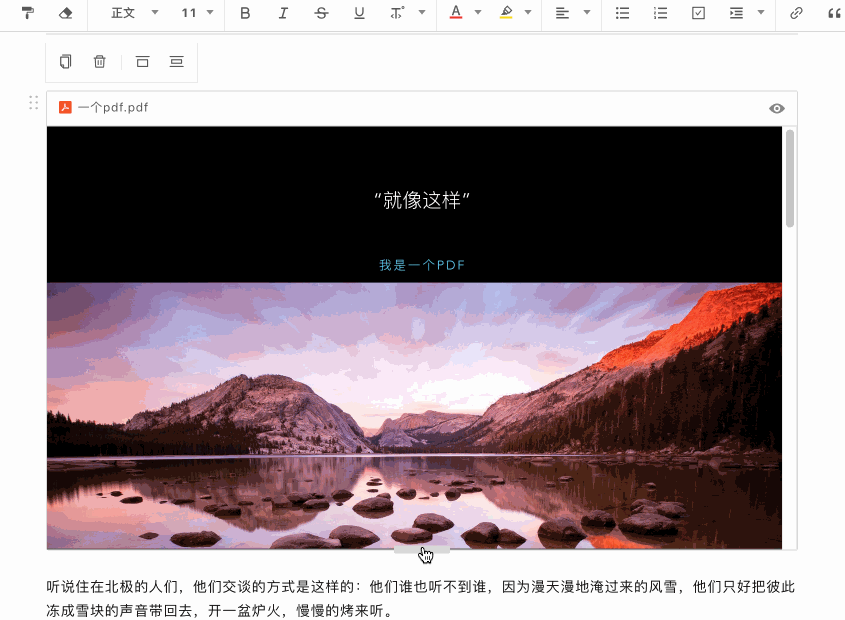 正文 11 B I S U T A
一个pdf.pdf
“就像这样”
我是一个PDF
听说住在北极的人们，他们交谈的方式是这样的：他们谁也听不到谁，因为漫天漫地淹过来的风雪，他们只好把彼此
冻成雪块的声音带回去，开一盆炉火，慢慢的烤来听。